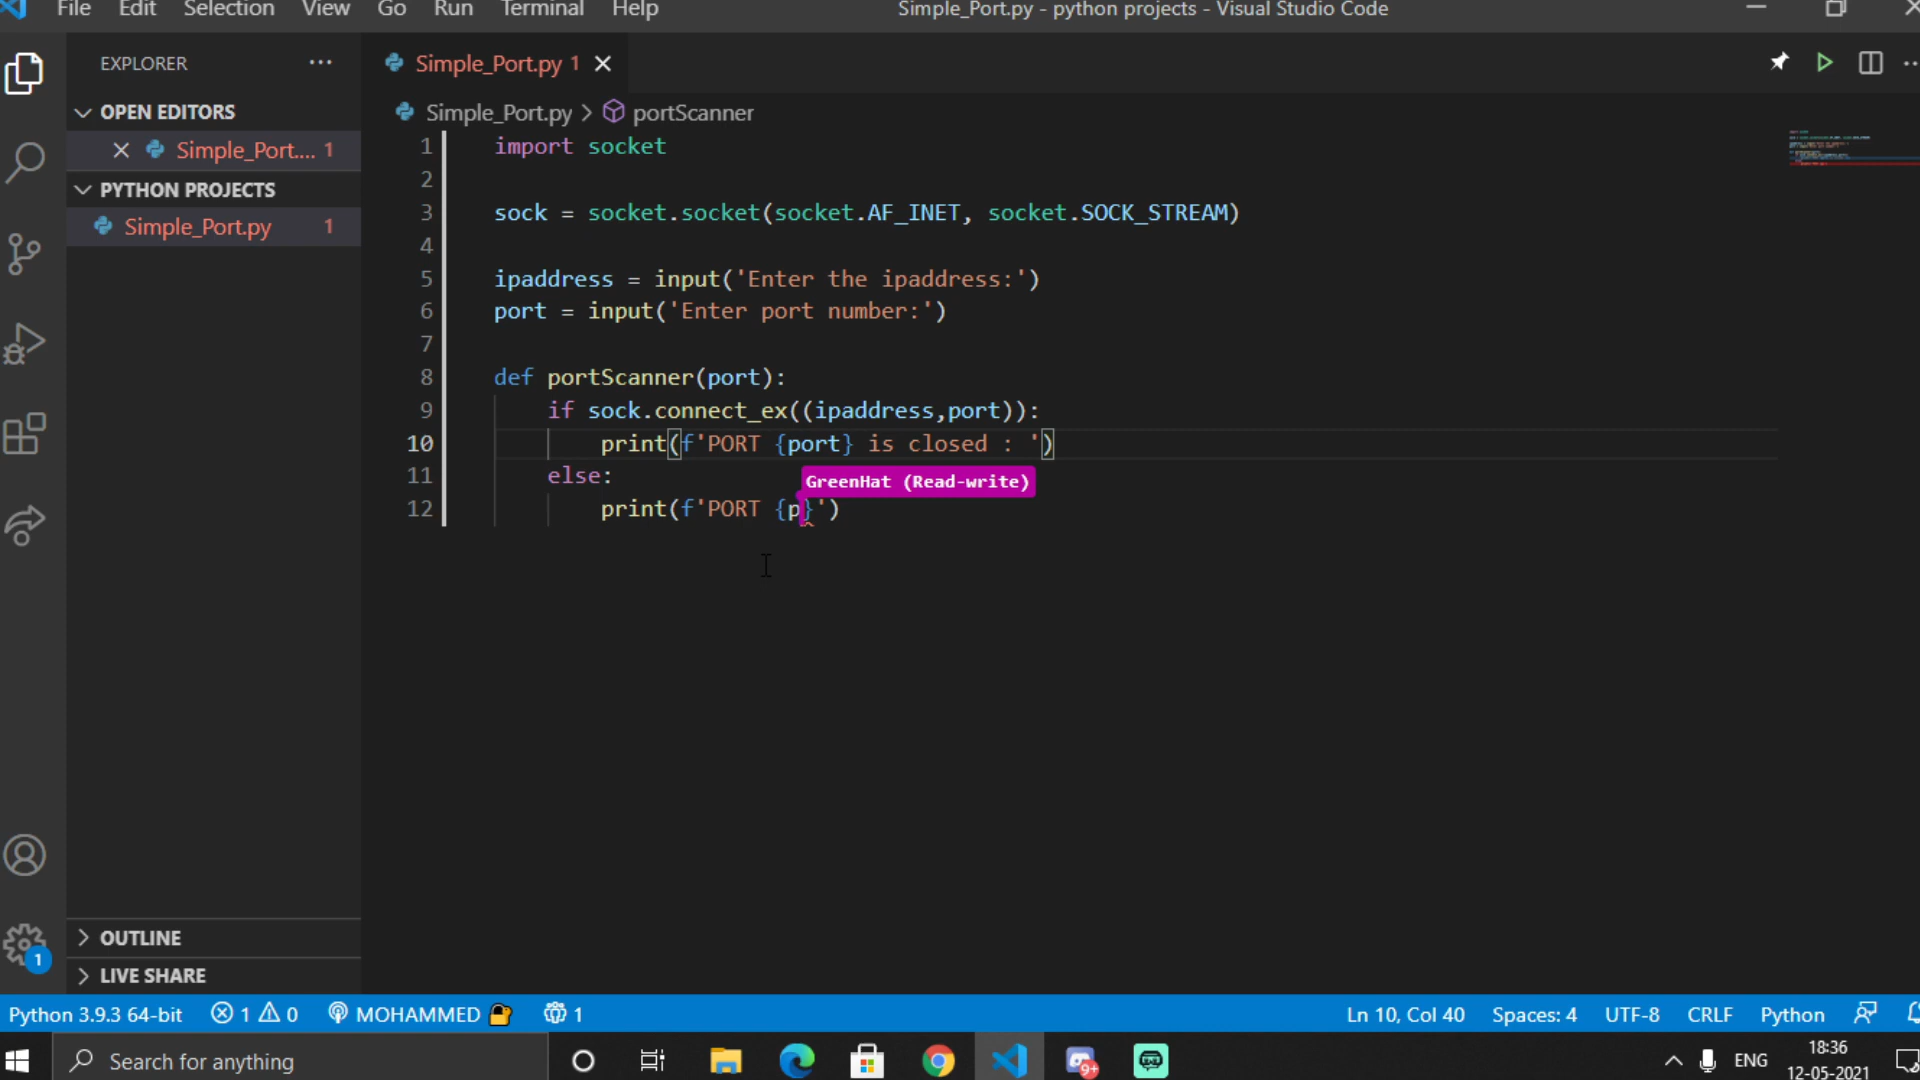 File Edit Selection View Go Run Terminal Help
Simple_Port.py - python projects - Visual Studio Code
EXPLORER
Simple_Port.py 1
OPEN EDITORS
Simple_Port.... 1
PYTHON PROJECTS
Simple_Port.py 1
Simple_Port.py > portScanner
1 import socket
2
3 sock = socket.socket(socket.AF_INET, socket.SOCK_STREAM)
4
5 ipaddress = input('Enter the ipaddress:')
6 port = input('Enter port number:')
7
8 def portScanner(port):
9 if sock.connect_ex((ipaddress,port)):
10 print(f'PORT {port} is closed : ')
11 else:
GreenHat (Read-write)
12 print(f'PORT {p}')
1
OUTLINE
LIVE SHARE
Python 3.9.3 64-bit 1 0 MOHAMMED 1
Ln 10, Col 40 Spaces: 4 UTF-8 CRLF Python
Search for anything
9+
ENG
18:36
12-05-2021